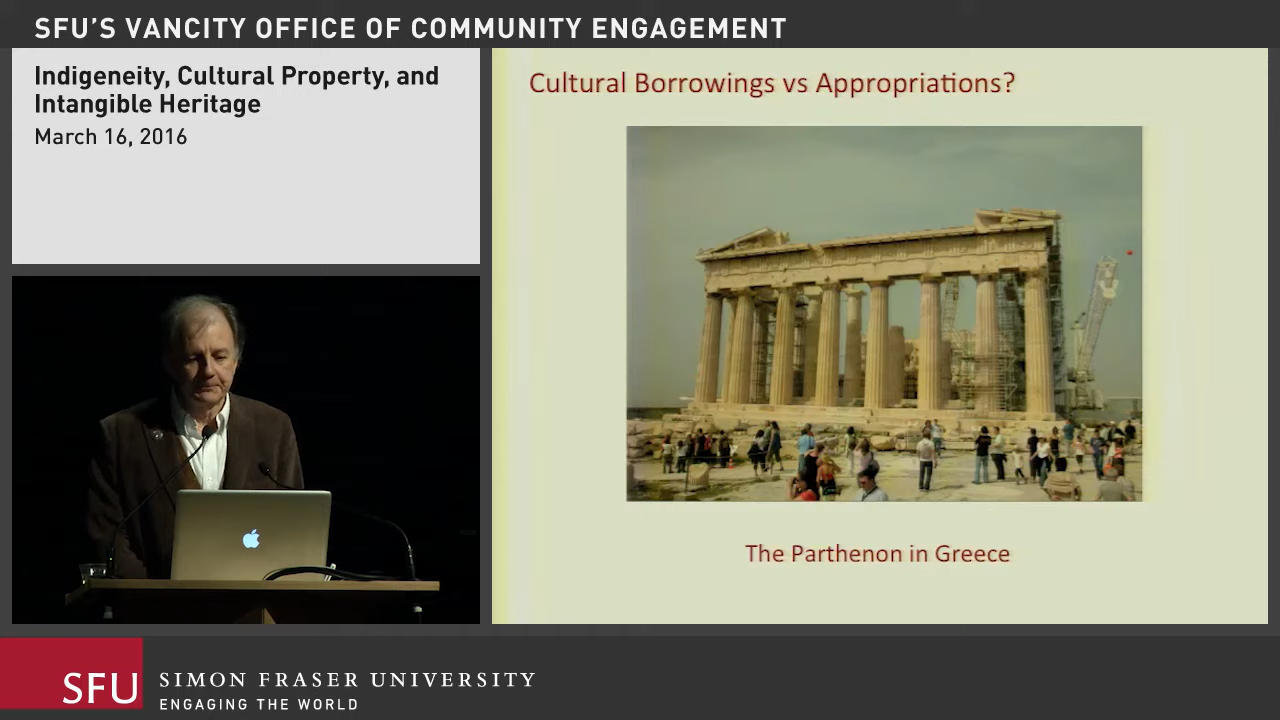 SFU'S VANCITY OFFICE OF COMMUNITY ENGAGEMENT
Indigeneity, Cultural Property, and
Intangible Heritage
March 16, 2016
Cultural Borrowings vs Appropriations?
The Parthenon in Greece
SFU
SIMON FRASER UNIVERSITY
ENGAGING THE WORLD